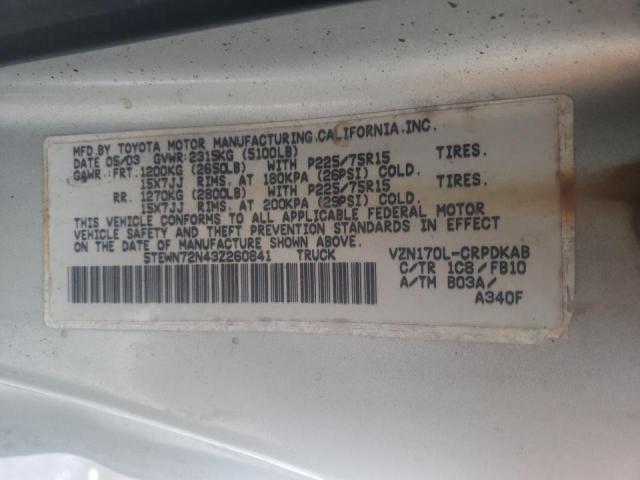 MFD.BY TOYOTA MOTOR MANUFACTURING,CALIFORNIA,INC.
DATE 05/03 GVWR:2315KG (5100LB)
GAWR:FRT.1200KG (2650LB) WITH P225/75R15 TIRES.
15X7JJ RIMS. AT 180KPA (26PSI) COLD.
RR. 1270KG (2800LB) WITH P225/75R15 TIRES.
15X7JJ RIMS. AT 200KPA (29PSI) COLD.
THIS VEHICLE CONFORMS TO ALL APPLICABLE FEDERAL MOTOR
VEHICLE SAFETY AND THEFT PREVENTION STANDARDS IN EFFECT
ON THE DATE OF MANUFACTURE SHOWN ABOVE.
5TEWN72N43Z260841 TRUCK VZN170L-CRPDKAB
C/TR 1C8/FB10
A/TM B03A/
A340F